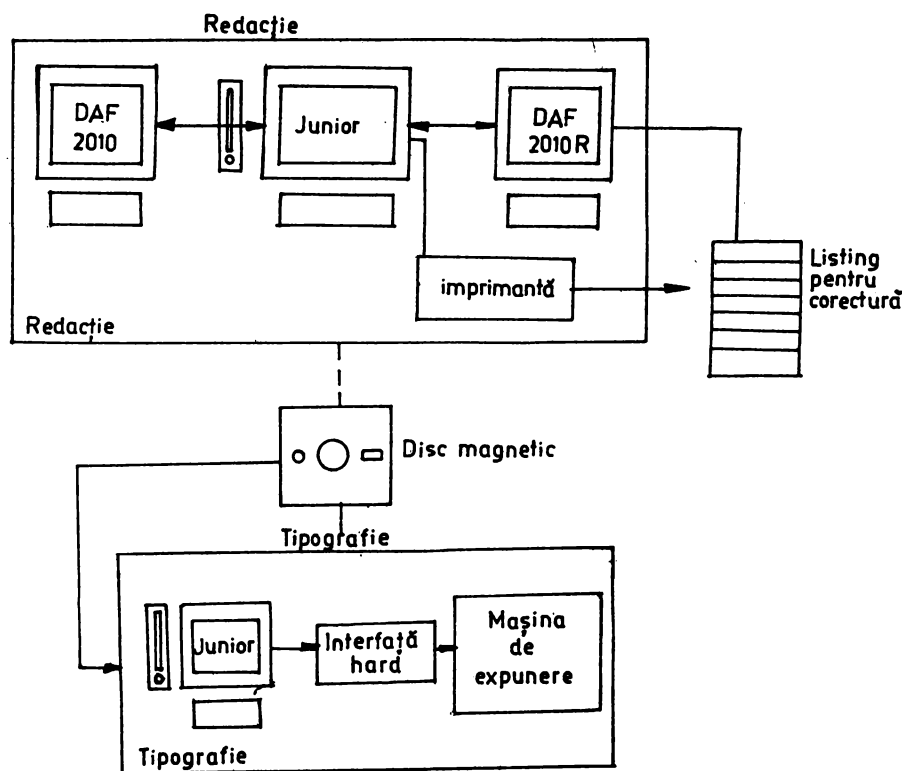 Redacție
DAF
2010
Junior
DAF
2010R
imprimantă
Listing
pentru
corectură
Redacție
Disc magnetic
Tipografie
Junior
Interfață
hard
Mașina
de
expunere
Tipografie